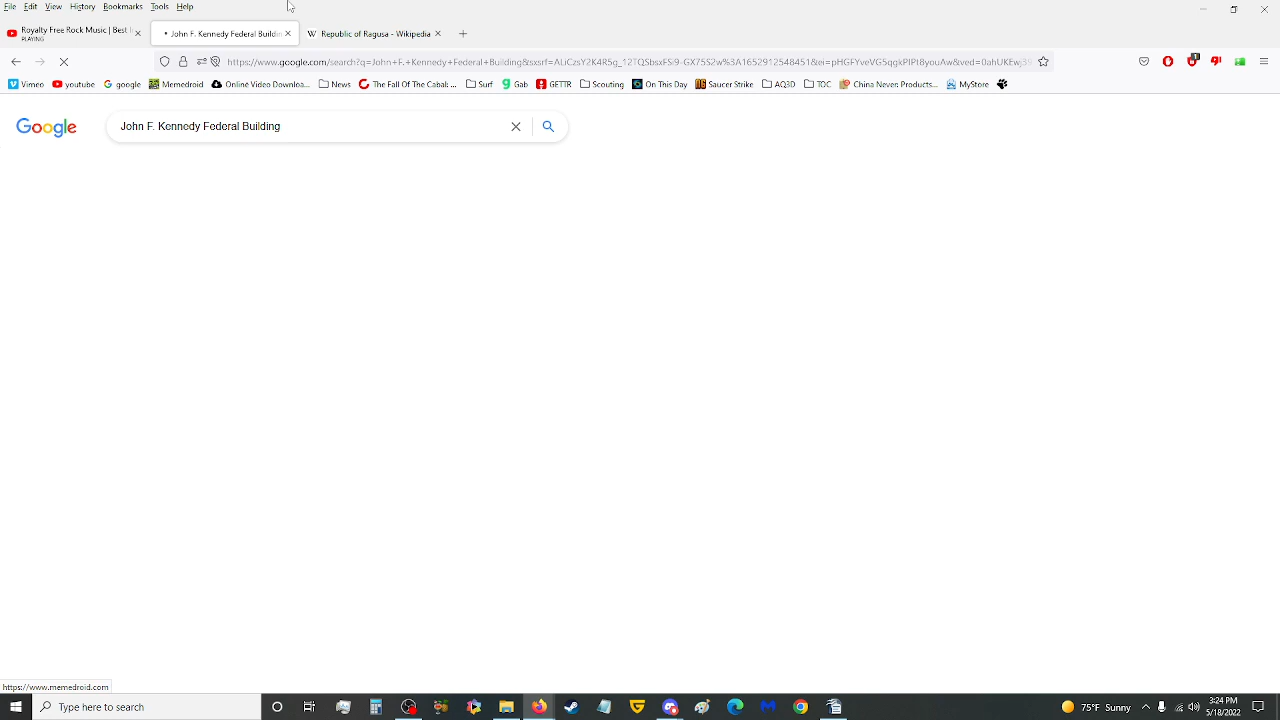 File Edit View History Bookmarks Tools Help
Royalty Free Rock Music | Best
PLAYING
John F. Kennedy Federal Buildin
Republic of Ragusa - Wikipedia
Vimeo youtube google Memedroid Online Video Downloa... News The Fall Of The Cabal:... Surf Gab GETTR Scouting On This Day Saucer Strike AQ3D TOC China Never: Products... MyStore
Google John F. Kennedy Federal Building
https://www.memedroid.com
Type here to search
75°F Sunny
3:24 PM
5/18/2022